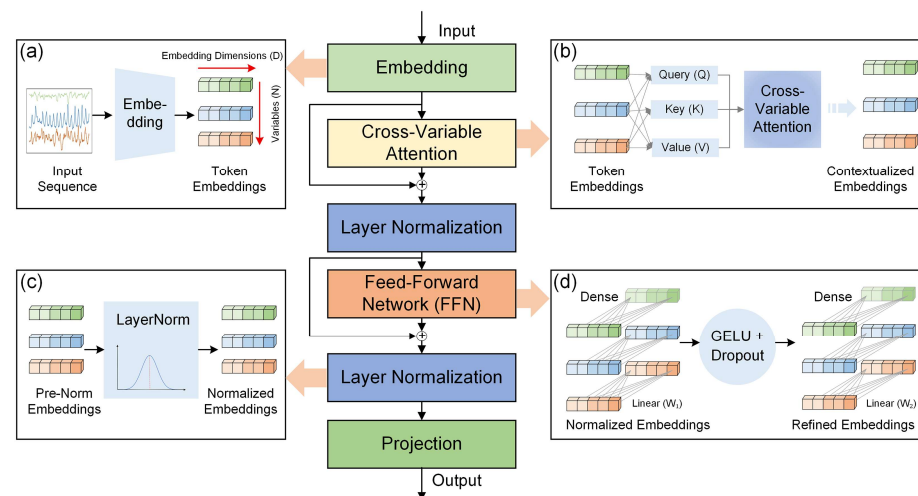 Input
Embedding
Cross-Variable
Attention
Layer Normalization
Feed-Forward
Network (FFN)
Layer Normalization
Projection
Output
(a)
Embedding Dimensions (D)
Variables (N)
Embe-
dding
Input
Sequence
Token
Embeddings
(b)
Query (Q)
Key (K)
Value (V)
Cross-
Variable
Attention
Token
Embeddings
Contextualized
Embeddings
(c)
LayerNorm
Pre-Norm
Embeddings
Normalized
Embeddings
(d)
Dense
Linear (W₁)
Normalized Embeddings
GELU +
Dropout
Dense
Linear (W₂)
Refined Embeddings